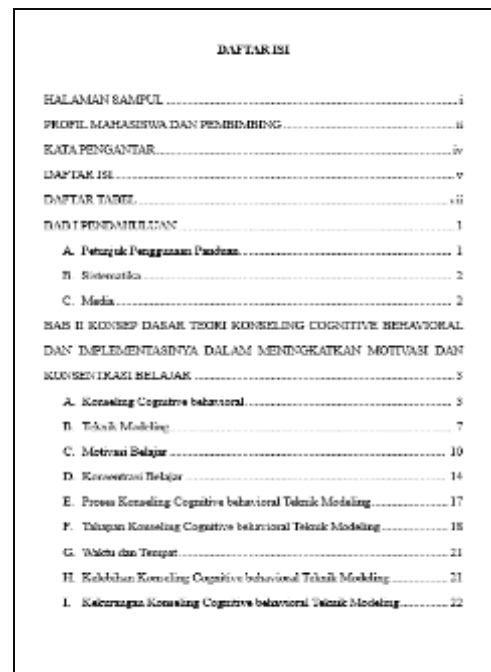 DAFTAR ISI
HALAMAN SAMPUL ........ i
PROFIL MAHASISWA DAN PEMBIMBING ........ ii
KATA PENGANTAR ........ iv
DAFTAR ISI ........ v
DAFTAR TABEL ........ vii
BAB I PENDAHULUAN ........ 1
A. Petunjuk Penggunaan Panduan ........ 1
B. Sistematika ........ 2
C. Media ........ 2
BAB II KONSEP DASAR TEORI KONSELING COGNITIVE BEHAVIORAL
DAN IMPLEMENTASINYA DALAM MENINGKATKAN MOTIVASI DAN
KONSENTRASI BELAJAR ........ 3
A. Konseling Cognitive behavioral ........ 3
B. Teknik Modeling ........ 7
C. Motivasi Belajar ........ 10
D. Konsentrasi Belajar ........ 14
E. Proses Konseling Cognitive behavioral Teknik Modeling ........ 17
F. Tahapan Konseling Cognitive behavioral Teknik Modeling ........ 18
G. Waktu dan Tempat ........ 21
H. Kelebihan Konseling Cognitive behavioral Teknik Modeling ........ 21
I. Kekurangan Konseling Cognitive behavioral Teknik Modeling ........ 22